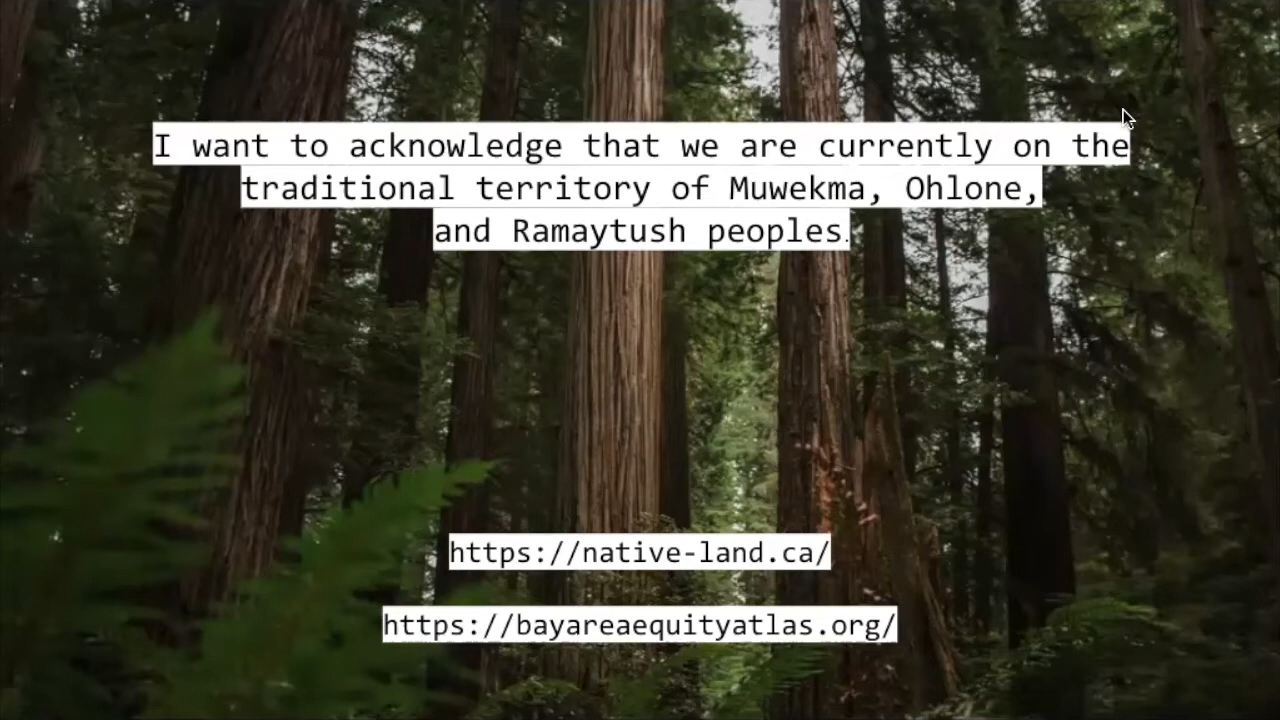 I want to acknowledge that we are currently on the
traditional territory of Muwekma, Ohlone,
and Ramaytush peoples.
https://native-land.ca/
https://bayareaequityatlas.org/